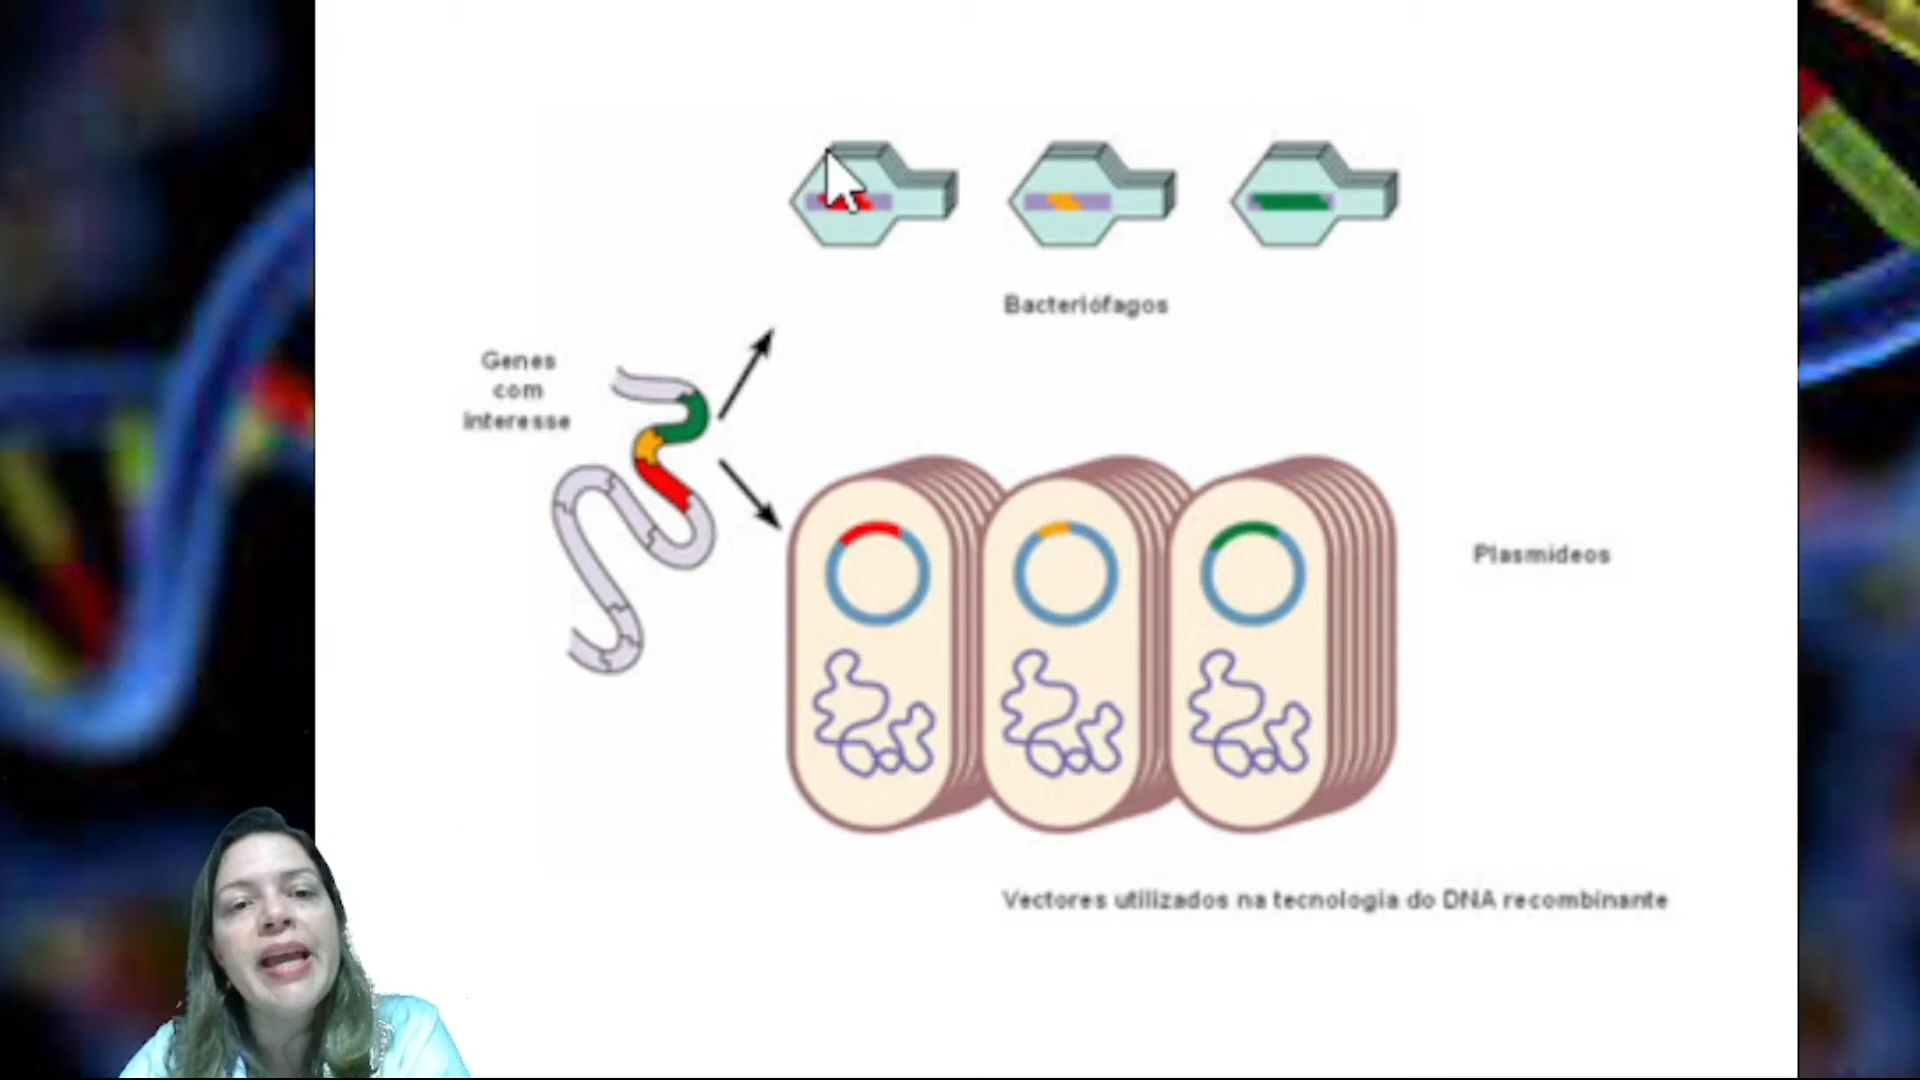 Bacteriófagos
Genes
com
Interesse
Plasmídeos
Vectores utilizados na tecnologia do DNA recombinante